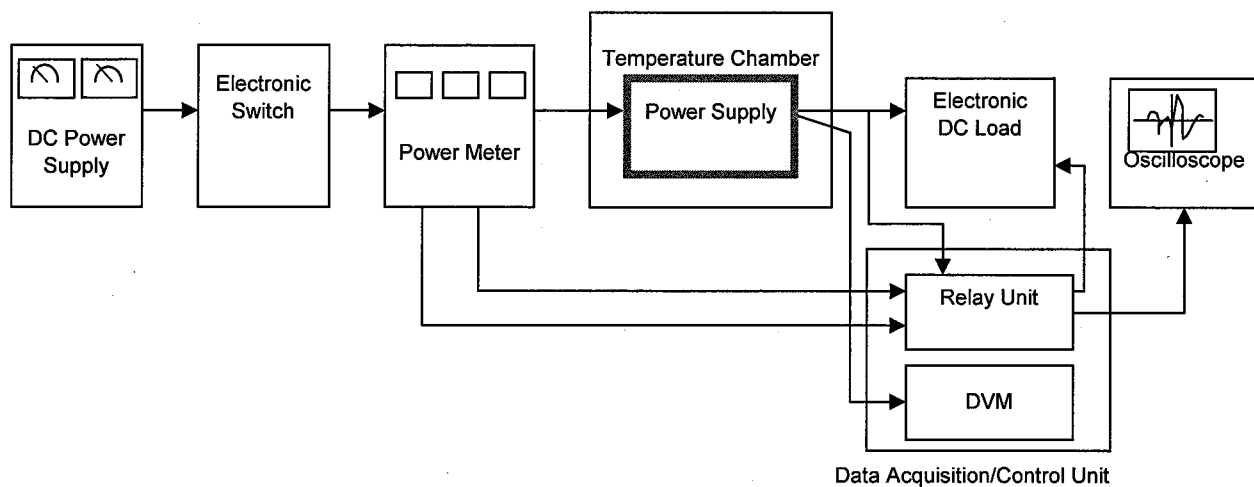 DC Power
Supply
Electronic
Switch
Power Meter
Temperature Chamber
Power Supply
Electronic
DC Load
Oscilloscope
Relay Unit
DVM
Data Acquisition/Control Unit